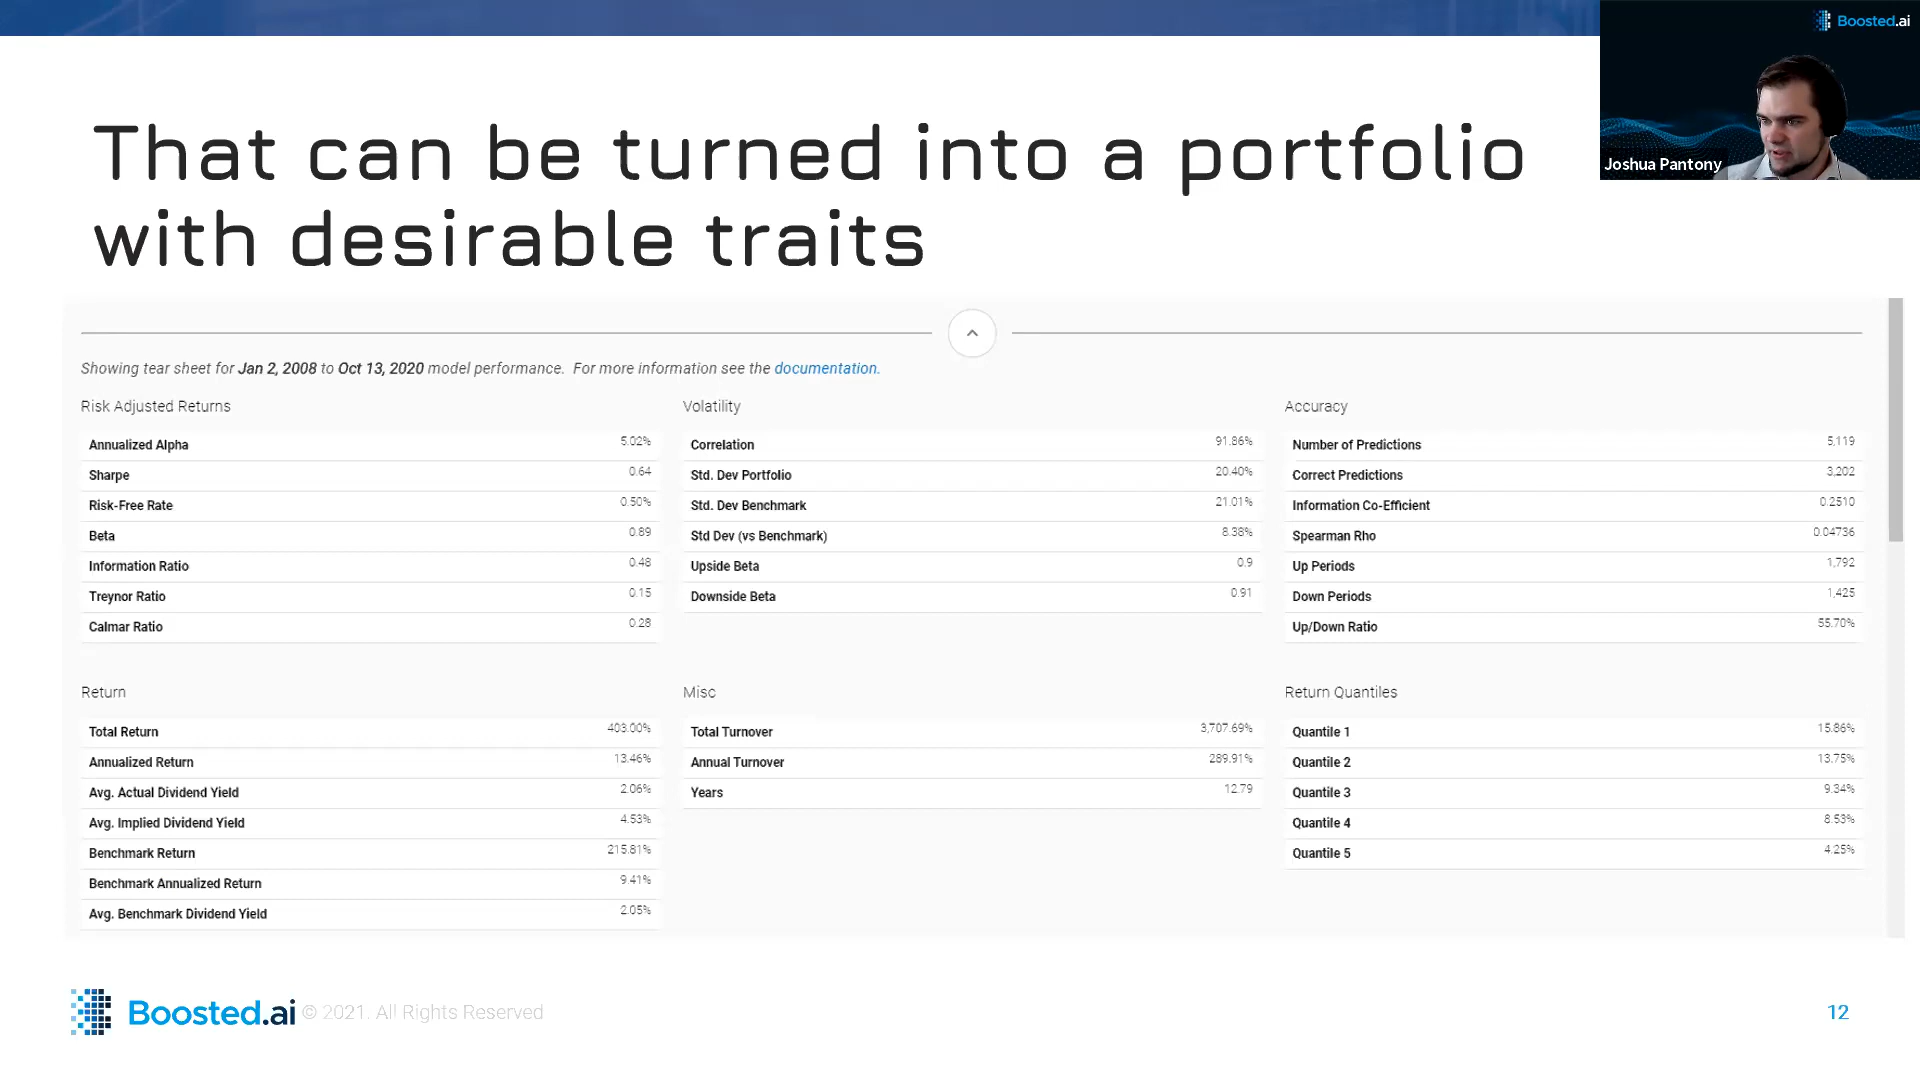 Boosted.ai
Joshua Pantony
That can be turned into a portfolio
with desirable traits
Showing tear sheet for Jan 2, 2008 to Oct 13, 2020 model performance. For more information see the documentation.
Risk Adjusted Returns
Annualized Alpha 5.02%
Sharpe 0.64
Risk-Free Rate 0.50%
Beta 0.89
Information Ratio 0.48
Treynor Ratio 0.15
Calmar Ratio 0.28
Volatility
Correlation 91.86%
Std. Dev Portfolio 20.40%
Std. Dev Benchmark 21.01%
Std Dev (vs Benchmark) 8.38%
Upside Beta 0.9
Downside Beta 0.91
Accuracy
Number of Predictions 5,119
Correct Predictions 3,202
Information Co-Efficient 0.2510
Spearman Rho 0.04736
Up Periods 1,792
Down Periods 1,425
Up/Down Ratio 55.70%
Return
Total Return 403.00%
Annualized Return 13.46%
Avg. Actual Dividend Yield 2.06%
Avg. Implied Dividend Yield 4.53%
Benchmark Return 215.81%
Benchmark Annualized Return 9.41%
Avg. Benchmark Dividend Yield 2.05%
Misc
Total Turnover 3,707.69%
Annual Turnover 289.91%
Years 12.79
Return Quantiles
Quantile 1 15.86%
Quantile 2 13.75%
Quantile 3 9.34%
Quantile 4 8.53%
Quantile 5 4.25%
Boosted.ai © 2021. All Rights Reserved
12